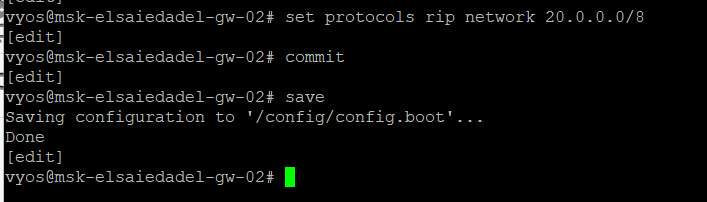 [edit]
vyos@msk-elsaiedadel-gw-02# set protocols rip network 20.0.0.0/8
[edit]
vyos@msk-elsaiedadel-gw-02# commit
[edit]
vyos@msk-elsaiedadel-gw-02# save
Saving configuration to '/config/config.boot'...
Done
[edit]
vyos@msk-elsaiedadel-gw-02#